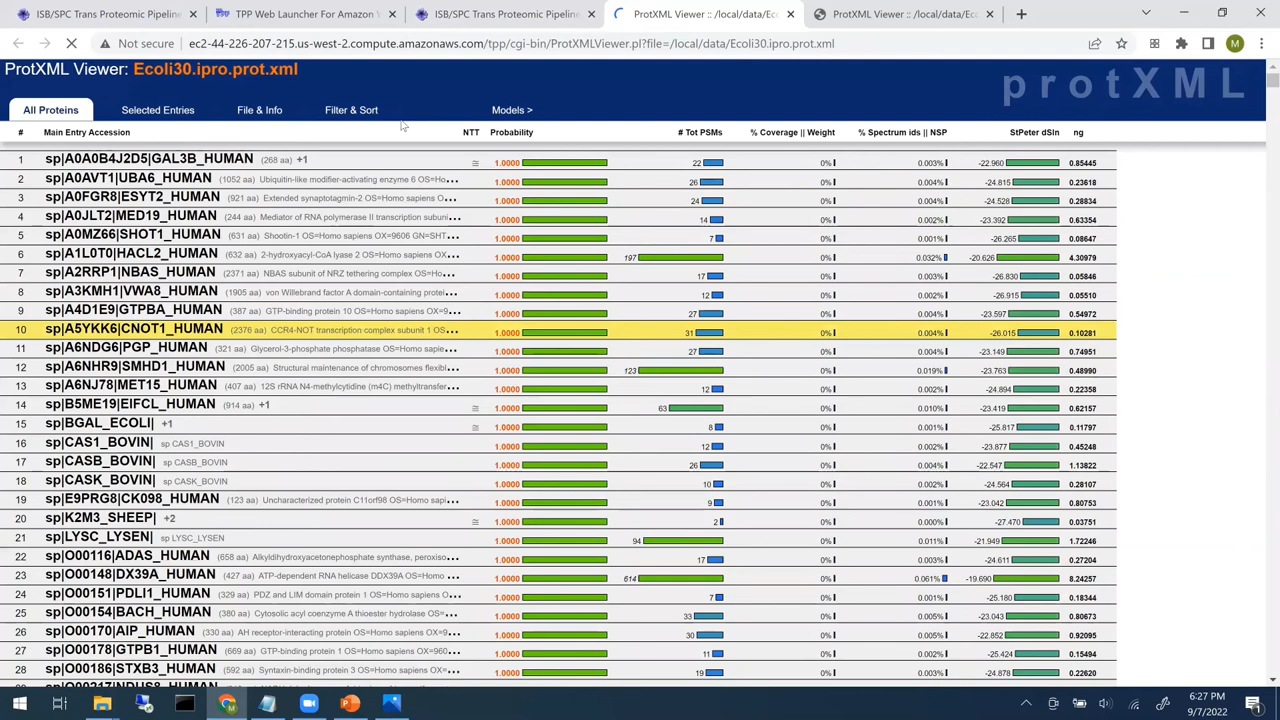 ISB/SPC Trans Proteomic Pipeline
TPP Web Launcher For Amazon
ISB/SPC Trans Proteomic Pipeline
ProtXML Viewer :: /local/data/Ec
ProtXML Viewer :: /local/data/Ec
Not secure
ec2-44-226-207-215.us-west-2.compute.amazonaws.com/tpp/cgi-bin/ProtXMLViewer.pl?file=/local/data/Ecoli30.ipro.prot.xml
M
ProtXML Viewer: Ecoli30.ipro.prot.xml
protXML
All Proteins Selected Entries File & Info Filter & Sort Models >
# Main Entry Accession NTT Probability # Tot PSMs % Coverage || Weight % Spectrum ids || NSP StPeter dSIn ng
1 sp|A0A0B4J2D5|GAL3B_HUMAN (268 aa) +1 ≅ 1.0000 22 0% 0.003% -22.960 0.85445
2 sp|A0AVT1|UBA6_HUMAN (1052 aa) Ubiquitin-like modifier-activating enzyme 6 OS=Ho... 1.0000 26 0% 0.004% -24.815 0.23618
3 sp|A0FGR8|ESYT2_HUMAN (921 aa) Extended synaptotagmin-2 OS=Homo sapiens O... 1.0000 24 0% 0.004% -24.528 0.28834
4 sp|A0JLT2|MED19_HUMAN (244 aa) Mediator of RNA polymerase II transcription subuni... 1.0000 14 0% 0.002% -23.392 0.63354
5 sp|A0MZ66|SHOT1_HUMAN (631 aa) Shootin-1 OS=Homo sapiens OX=9606 GN=SHT... 1.0000 7 0% 0.001% -26.265 0.08647
6 sp|A1L0T0|HACL2_HUMAN (632 aa) 2-hydroxyacyl-CoA lyase 2 OS=Homo sapiens OX... 1.0000 197 0% 0.032% -20.626 4.30979
7 sp|A2RRP1|NBAS_HUMAN (2371 aa) NBAS subunit of NRZ tethering complex OS=Ho... 1.0000 17 0% 0.003% -26.830 0.05846
8 sp|A3KMH1|VWA8_HUMAN (1905 aa) von Willebrand factor A domain-containing protei... 1.0000 12 0% 0.002% -26.915 0.05510
9 sp|A4D1E9|GTPBA_HUMAN (387 aa) GTP-binding protein 10 OS=Homo sapiens OX=9... 1.0000 27 0% 0.004% -23.597 0.54972
10 sp|A5YKK6|CNOT1_HUMAN (2376 aa) CCR4-NOT transcription complex subunit 1 OS... 1.0000 31 0% 0.004% -26.015 0.10281
11 sp|A6NDG6|PGP_HUMAN (321 aa) Glycerol-3-phosphate phosphatase OS=Homo sapie... 1.0000 27 0% 0.004% -23.149 0.74951
12 sp|A6NHR9|SMHD1_HUMAN (2005 aa) Structural maintenance of chromosomes flexibl... 1.0000 123 0% 0.019% -23.763 0.48990
13 sp|A6NJ78|MET15_HUMAN (407 aa) 12S rRNA N4-methylcytidine (m4C) methyltransfer... 1.0000 12 0% 0.002% -24.894 0.22358
14 sp|B5ME19|EIFCL_HUMAN (914 aa) +1 ≅ 1.0000 63 0% 0.010% -23.419 0.62157
15 sp|BGAL_ECOLI| +1 ≅ 1.0000 8 0% 0.001% -25.817 0.11797
16 sp|CAS1_BOVIN| sp CAS1_BOVIN| 1.0000 12 0% 0.002% -23.877 0.45248
17 sp|CASB_BOVIN| sp CASB_BOVIN| 1.0000 26 0% 0.004% -22.547 1.13822
18 sp|CASK_BOVIN| sp CASK_BOVIN| 1.0000 10 0% 0.002% -24.564 0.28107
19 sp|E9PRG8|CK098_HUMAN (123 aa) Uncharacterized protein C11orf98 OS=Homo sapi... 1.0000 9 0% 0.001% -23.042 0.80753
20 sp|K2M3_SHEEP| +2 ≅ 1.0000 2 0% 0.000% -27.470 0.03751
21 sp|LYSC_LYSEN| sp LYSC_LYSEN| 1.0000 94 0% 0.011% -21.949 1.72246
22 sp|O00116|ADAS_HUMAN (658 aa) Alkyldihydroxyacetonephosphate synthase, peroxiso... 1.0000 17 0% 0.002% -24.611 0.27204
23 sp|O00148|DX39A_HUMAN (427 aa) ATP-dependent RNA helicase DDX39A OS=Homo ... 1.0000 614 0% 0.061% -19.690 8.24257
24 sp|O00151|PDLI1_HUMAN (329 aa) PDZ and LIM domain protein 1 OS=Homo sapiens O... 1.0000 7 0% 0.001% -25.180 0.18344
25 sp|O00154|BACH_HUMAN (380 aa) Cytosolic acyl coenzyme A thioester hydrolase OS=... 1.0000 33 0% 0.005% -23.043 0.80673
26 sp|O00170|AIP_HUMAN (330 aa) AH receptor-interacting protein OS=Homo sapiens OX=9... 1.0000 30 0% 0.005% -22.852 0.92095
27 sp|O00178|GTPB1_HUMAN (669 aa) GTP-binding protein 1 OS=Homo sapiens OX=960... 1.0000 11 0% 0.002% -25.424 0.15494
28 sp|O00186|STXB3_HUMAN (592 aa) Syntaxin-binding protein 3 OS=Homo sapiens OX=... 1.0000 19 0% 0.003% -24.878 0.22620
6:27 PM
9/7/2022
1